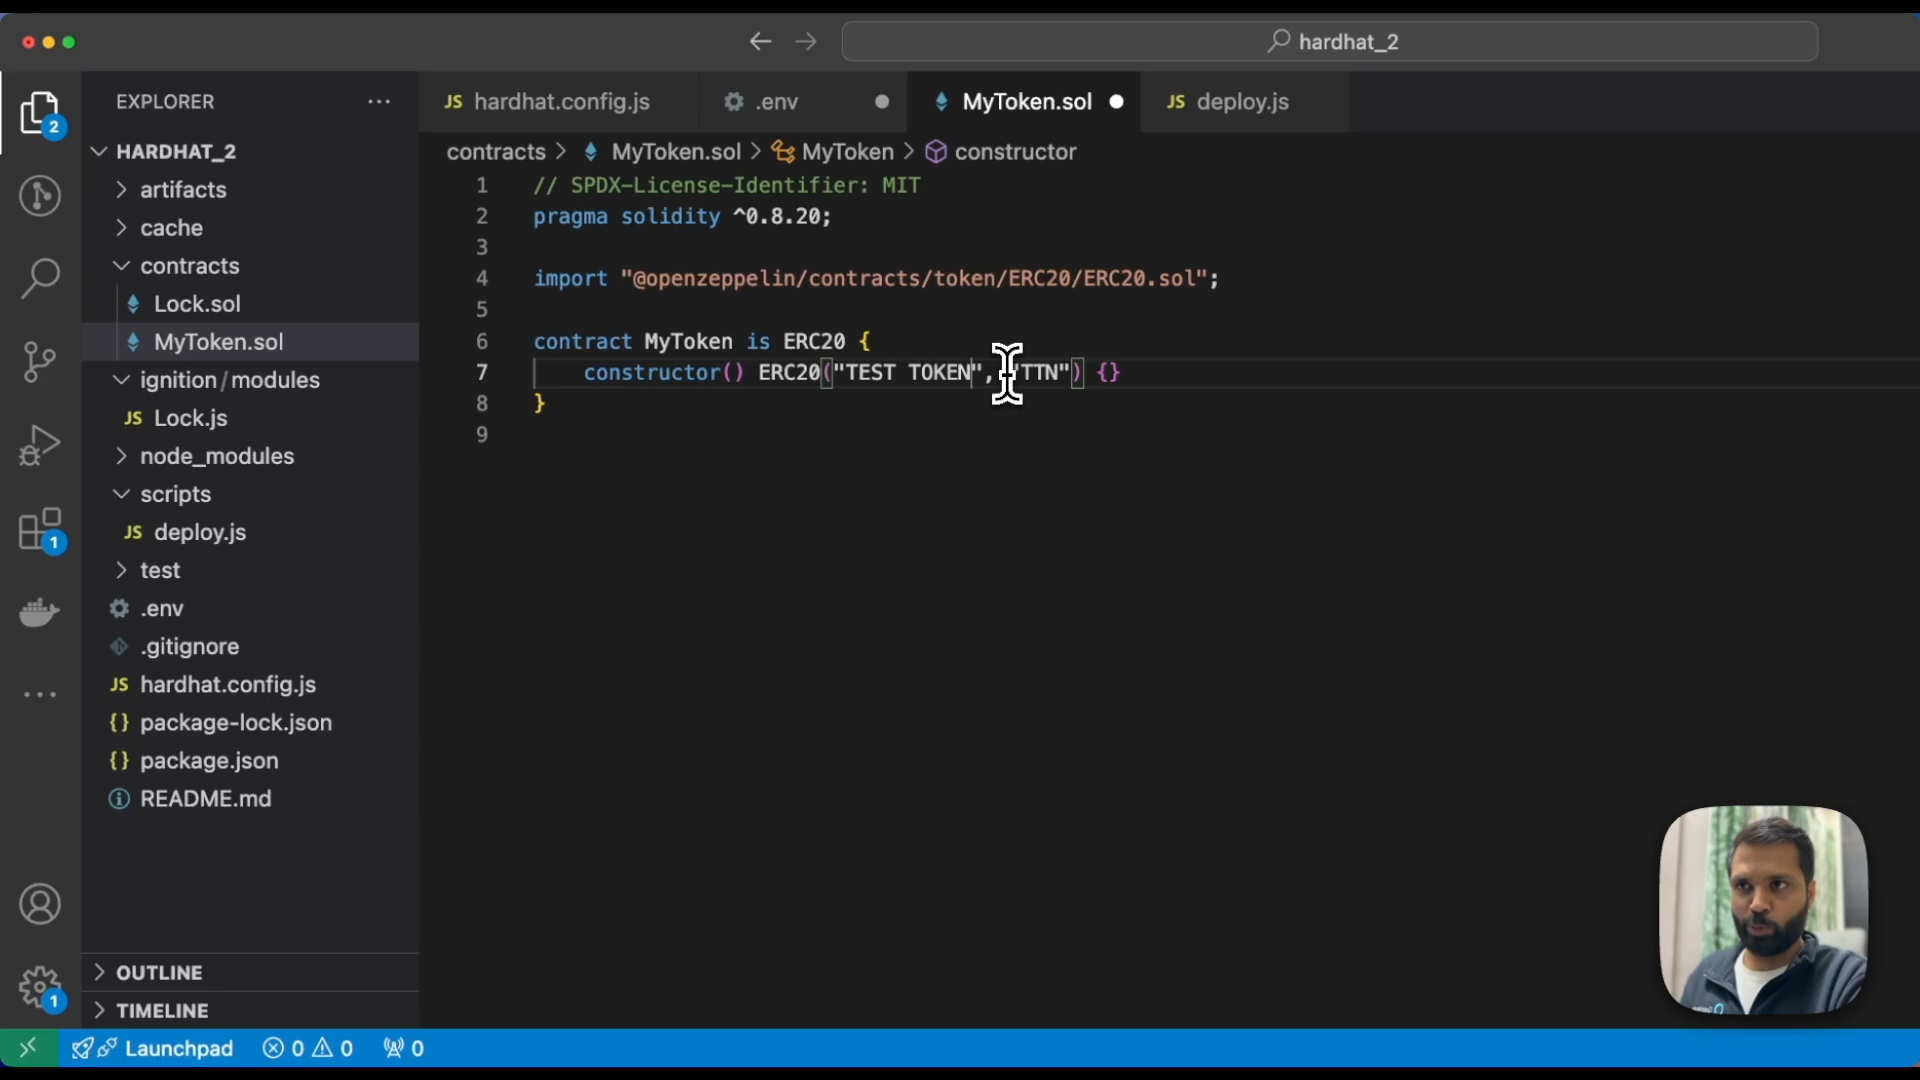 hardhat_2
EXPLORER
JS hardhat.config.js
.env
MyToken.sol
JS deploy.js
2
HARDHAT_2
contracts > MyToken.sol > MyToken > constructor
artifacts
cache
contracts
Lock.sol
MyToken.sol
ignition/modules
JS Lock.js
node_modules
scripts
JS deploy.js
test
.env
.gitignore
JS hardhat.config.js
{} package-lock.json
{} package.json
README.md
1 // SPDX-License-Identifier: MIT
2 pragma solidity ^0.8.20;
3
4 import "@openzeppelin/contracts/token/ERC20/ERC20.sol";
5
6 contract MyToken is ERC20 {
7 constructor() ERC20("TEST TOKEN", "TTN") {}
8 }
9
1
OUTLINE
1
TIMELINE
Launchpad 0 0 0